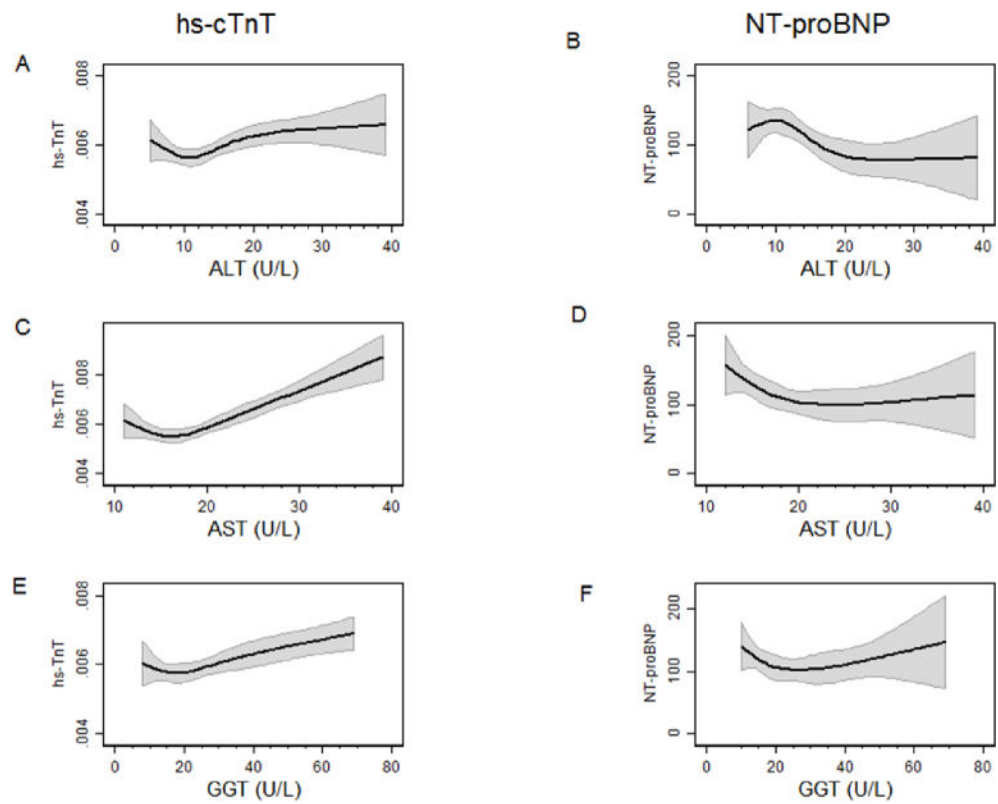 hs-cTnT
NT-proBNP
A
hs-TnT
.004 .006 .008
0 10 20 30 40
ALT (U/L)
B
NT-proBNP
0 100 200
0 10 20 30 40
ALT (U/L)
C
hs-TnT
.004 .006 .008
10 20 30 40
AST (U/L)
D
NT-proBNP
0 100 200
10 20 30 40
AST (U/L)
E
hs-TnT
.004 .006 .008
0 20 40 60 80
GGT (U/L)
F
NT-proBNP
0 100 200
0 20 40 60 80
GGT (U/L)